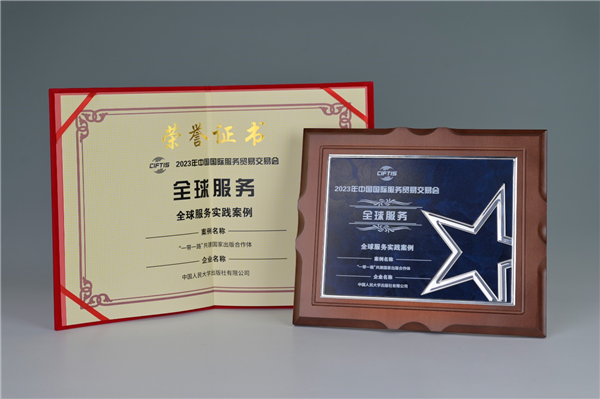 荣誉证书
CIFTIS
2023年中国国际服务贸易交易会
全球服务
全球服务实践案例
案例名称
“一带一路”共建国家出版合作体
企业名称
中国人民大学出版社有限公司
CIFTIS
2023年中国国际服务贸易交易会
全球服务
全球服务实践案例
案例名称
“一带一路”共建国家出版合作体
企业名称
中国人民大学出版社有限公司